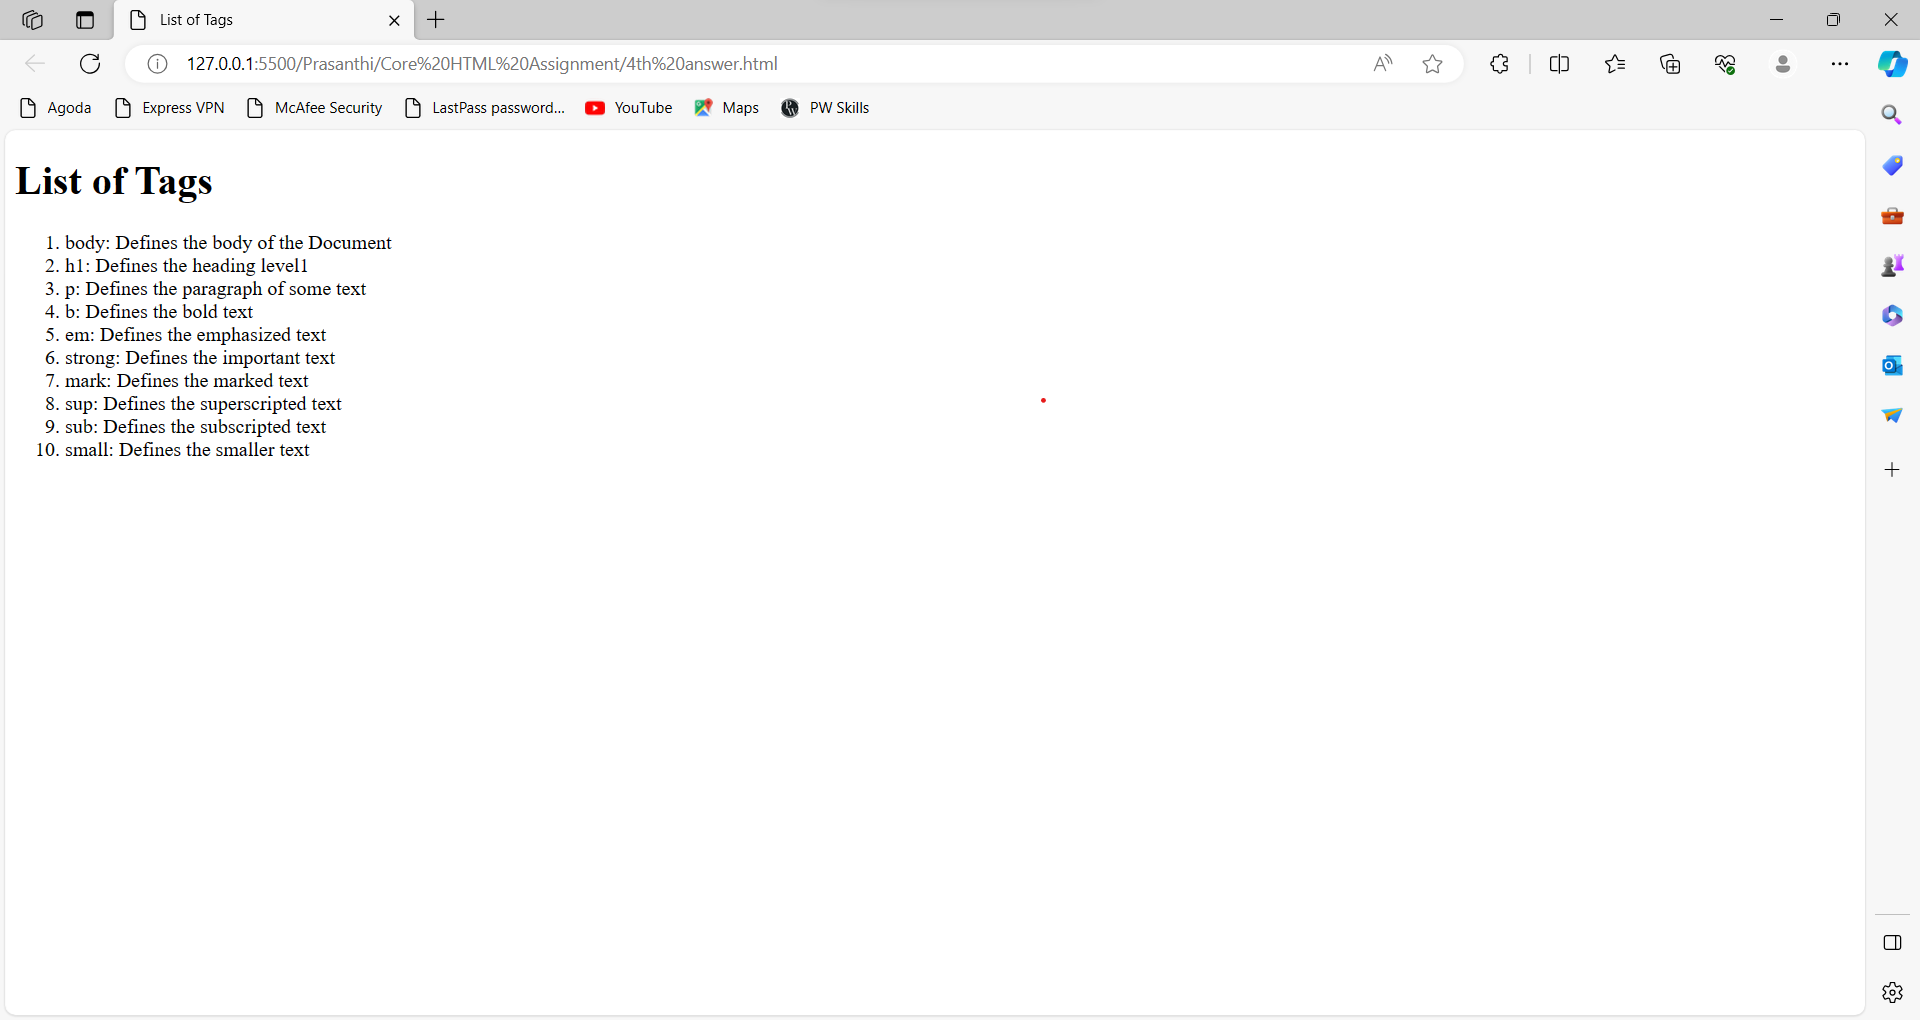 List of Tags
127.0.0.1:5500/Prasanthi/Core%20HTML%20Assignment/4th%20answer.html
Agoda Express VPN McAfee Security LastPass password... YouTube Maps PW Skills
List of Tags
1. body: Defines the body of the Document
2. h1: Defines the heading level1
3. p: Defines the paragraph of some text
4. b: Defines the bold text
5. em: Defines the emphasized text
6. strong: Defines the important text
7. mark: Defines the marked text
8. sup: Defines the superscripted text
9. sub: Defines the subscripted text
10. small: Defines the smaller text